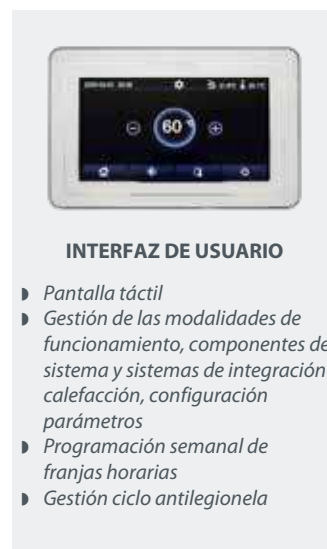 60°
INTERFAZ DE USUARIO
Pantalla táctil
Gestión de las modalidades de
funcionamiento, componentes de
sistema y sistemas de integración
calefacción, configuración
parámetros
Programación semanal de
franjas horarias
Gestión ciclo antilegionela